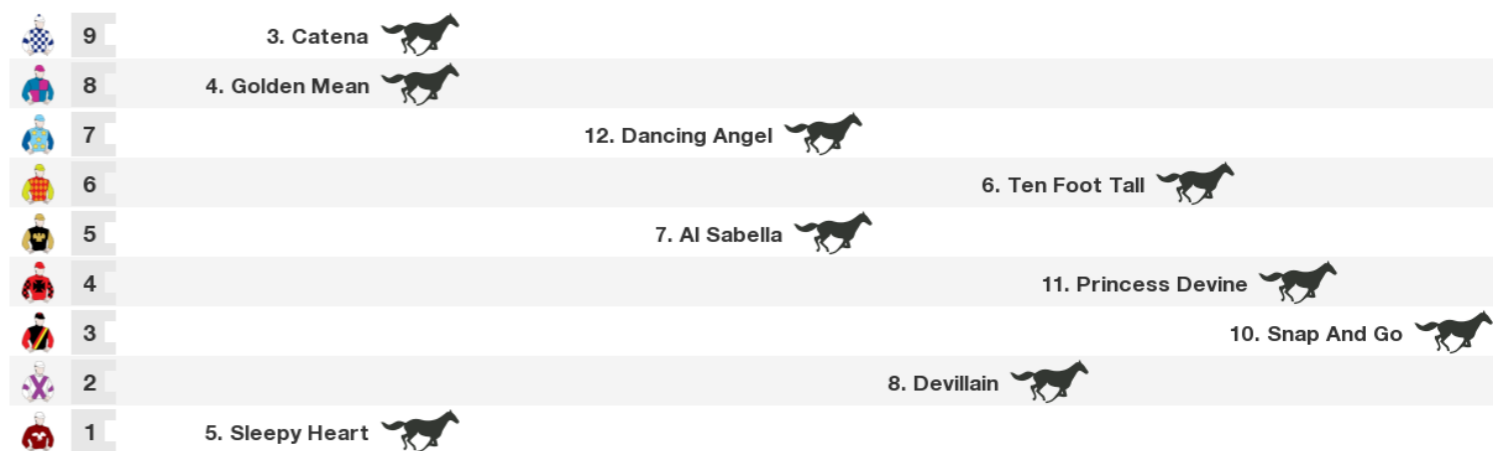 9 3. Catena
8 4. Golden Mean
7 12. Dancing Angel
6 6. Ten Foot Tall
5 7. Al Sabella
4 11. Princess Devine
3 10. Snap And Go
2 8. Devillain
1 5. Sleepy Heart